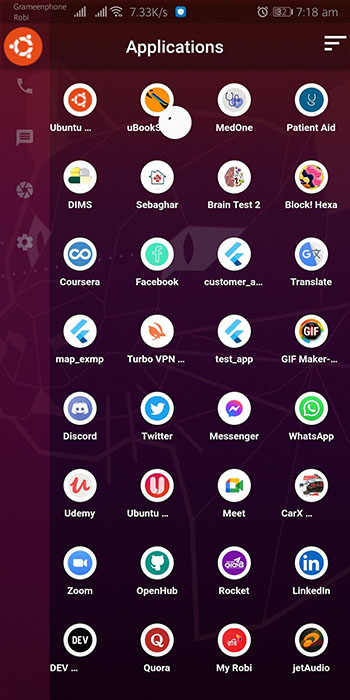 Grameenphone
Robi
7.33K/s
82
7:18 am
Applications
Ubuntu ...
MedOne
Patient Aid
DIMS
Sebaghar
Brain Test 2
Block! Hexa
Coursera
Facebook
customer_a...
Translate
map_exmp
Turbo VPN ...
test_app
GIF
GIF Maker-...
Discord
Twitter
Messenger
WhatsApp
Udemy
Ubuntu ...
Meet
CarX ...
Zoom
OpenHub
Rocket
LinkedIn
DEV
DEV ...
Quora
My Robi
jetAudio